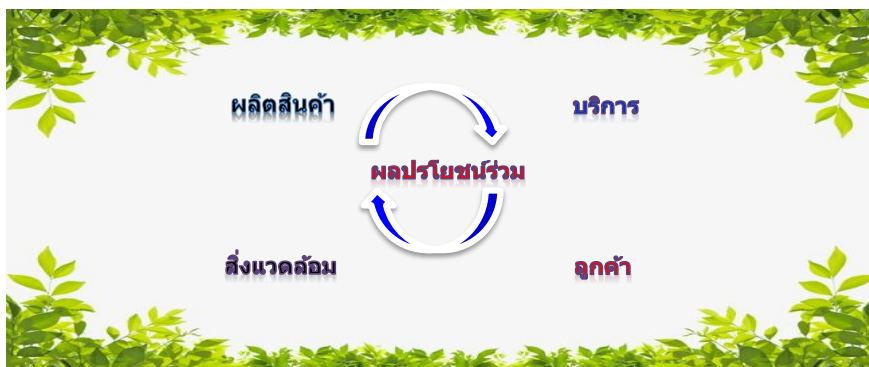 ผลิตสินค้า
บริการ
ผลประโยชน์ร่วม
สิ่งแวดล้อม
ลูกค้า